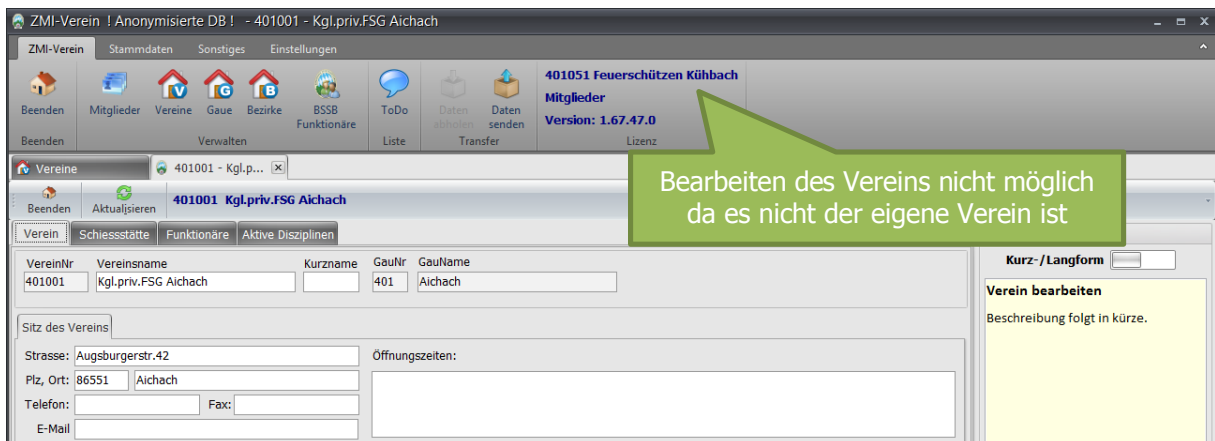 ZMI-Verein ! Anonymisierte DB ! - 401001 - Kgl.priv.FSG Aichach
ZMI-Verein Stammdaten Sonstiges Einstellungen
Beenden Mitglieder Vereine Gaue Bezirke BSSB Funktionäre ToDo Daten abholen Daten senden
401051 Feuerschützen Kühbach
Mitglieder
Version: 1.67.47.0
Beenden Verwalten Liste Transfer Lizenz
Bearbeiten des Vereins nicht möglich
da es nicht der eigene Verein ist
Vereine 401001 - Kgl.p...
Beenden Aktualisieren 401001 Kgl.priv.FSG Aichach
Verein Schiessstätte Funktionäre Aktive Disziplinen
VereinNr Vereinsname Kurzname GauNr GauName
401001 Kgl.priv.FSG Aichach 401 Aichach
Kurz-/Langform
Verein bearbeiten
Beschreibung folgt in kürze.
Sitz des Vereins
Strasse: Augsburgerstr.42 Öffnungszeiten:
Plz, Ort: 86551 Aichach
Telefon: Fax:
E-Mail